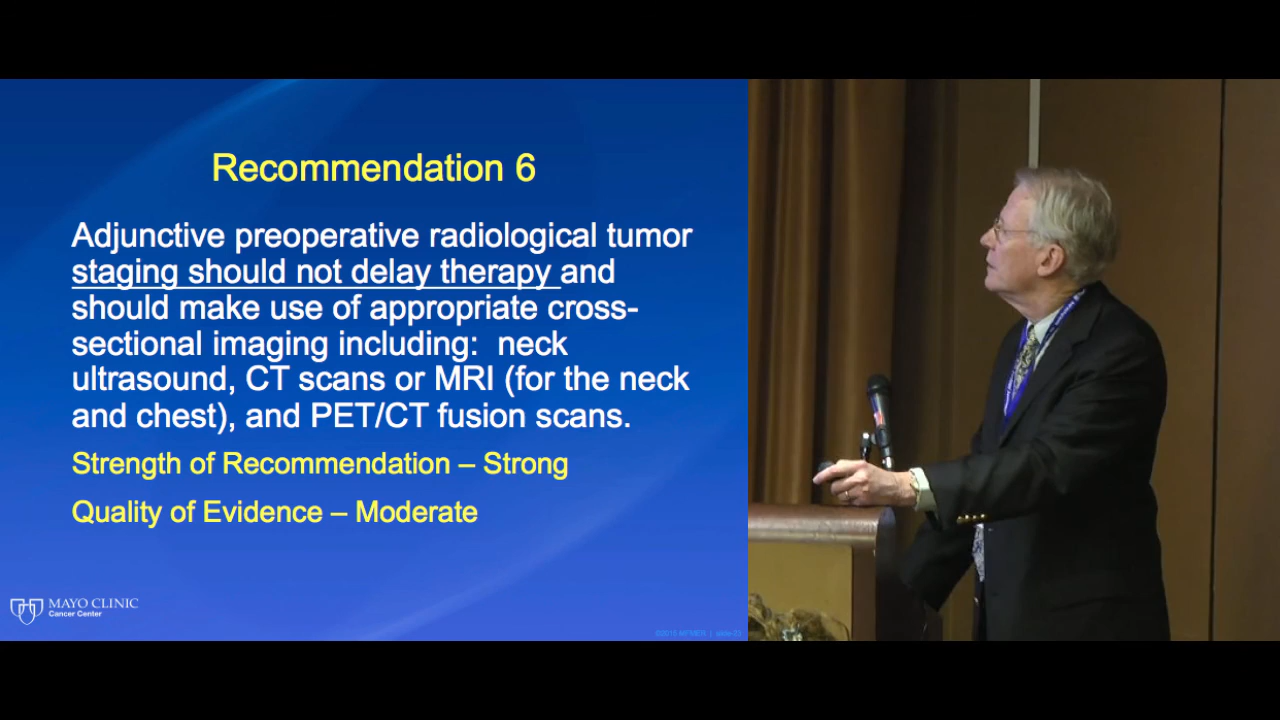 Recommendation 6
Adjunctive preoperative radiological tumor
staging should not delay therapy and
should make use of appropriate cross-
sectional imaging including:  neck
ultrasound, CT scans or MRI (for the neck
and chest), and PET/CT fusion scans.
Strength of Recommendation – Strong
Quality of Evidence – Moderate
MAYO CLINIC
Cancer Center